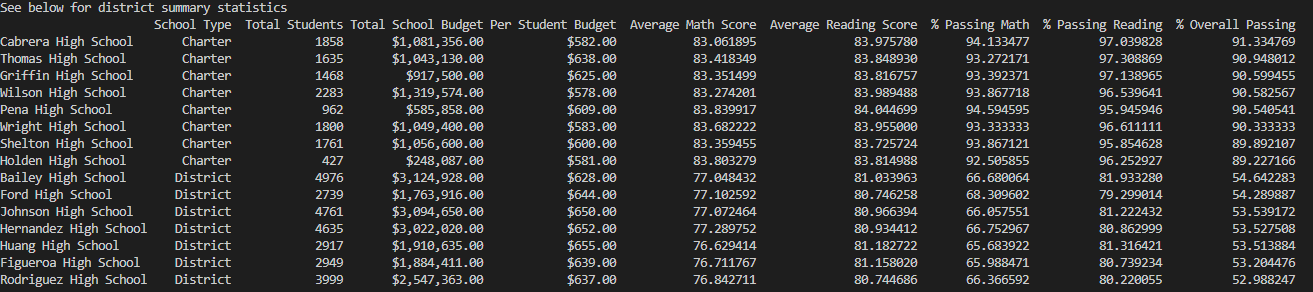 See below for district summary statistics
School Type Total Students Total School Budget Per Student Budget Average Math Score Average Reading Score % Passing Math % Passing Reading % Overall Passing
Cabrera High School Charter 1858 $1,081,356.00 $582.00 83.061895 83.975780 94.133477 97.039828 91.334769
Thomas High School Charter 1635 $1,043,130.00 $638.00 83.418349 83.848930 93.272171 97.308869 90.948012
Griffin High School Charter 1468 $917,500.00 $625.00 83.351499 83.816757 93.392371 97.138965 90.599455
Wilson High School Charter 2283 $1,319,574.00 $578.00 83.274201 83.989488 93.867718 96.539641 90.582567
Pena High School Charter 962 $585,858.00 $609.00 83.839917 84.044699 94.594595 95.945946 90.540541
Wright High School Charter 1800 $1,049,400.00 $583.00 83.682222 83.955000 93.333333 96.611111 90.333333
Shelton High School Charter 1761 $1,056,600.00 $600.00 83.359455 83.725724 93.867121 95.854628 89.892107
Holden High School Charter 427 $248,087.00 $581.00 83.803279 83.814988 92.505855 96.252927 89.227166
Bailey High School District 4976 $3,124,928.00 $628.00 77.048432 81.033963 66.680064 81.933280 54.642283
Ford High School District 2739 $1,763,916.00 $644.00 77.102592 80.746258 68.309602 79.299014 54.289887
Johnson High School District 4761 $3,094,650.00 $650.00 77.072464 80.966394 66.057551 81.222432 53.539172
Hernandez High School District 4635 $3,022,020.00 $652.00 77.289752 80.934412 66.752967 80.862999 53.527508
Huang High School District 2917 $1,910,635.00 $655.00 76.629414 81.182722 65.683922 81.316421 53.513884
Figueroa High School District 2949 $1,884,411.00 $639.00 76.711767 81.158020 65.988471 80.739234 53.204476
Rodriguez High School District 3999 $2,547,363.00 $637.00 76.842711 80.744686 66.366592 80.220055 52.988247